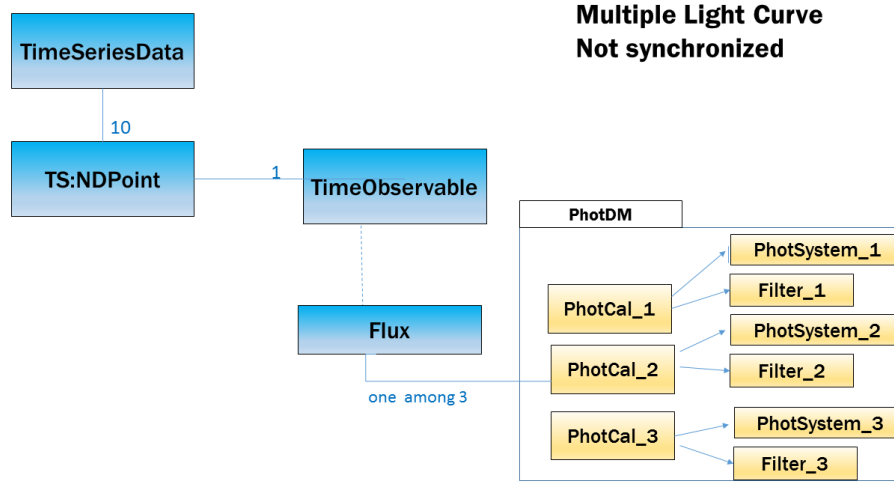 Multiple Light Curve
Not synchronized
TimeSeriesData
10
TS:NDPoint
1
TimeObservable
Flux
one among 3
PhotDM
PhotCal_1
PhotSystem_1
Filter_1
PhotCal_2
PhotSystem_2
Filter_2
PhotCal_3
PhotSystem_3
Filter_3